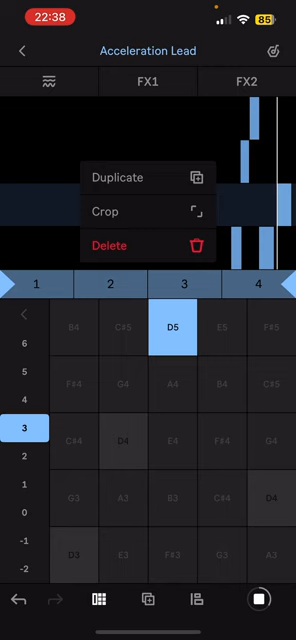 22:38
85
Acceleration Lead
FX1 FX2
Duplicate
Crop
Delete
1 2 3 4
6 B4 C#5 D5 E5 F#5
5
4 F#4 G4 A4 B4 C#5
3 C#4 D4 E4 F#4 G4
2
1 G3 A3 B3 C#4 D4
0
-1 D3 E3 F#3 G3 A3
-2